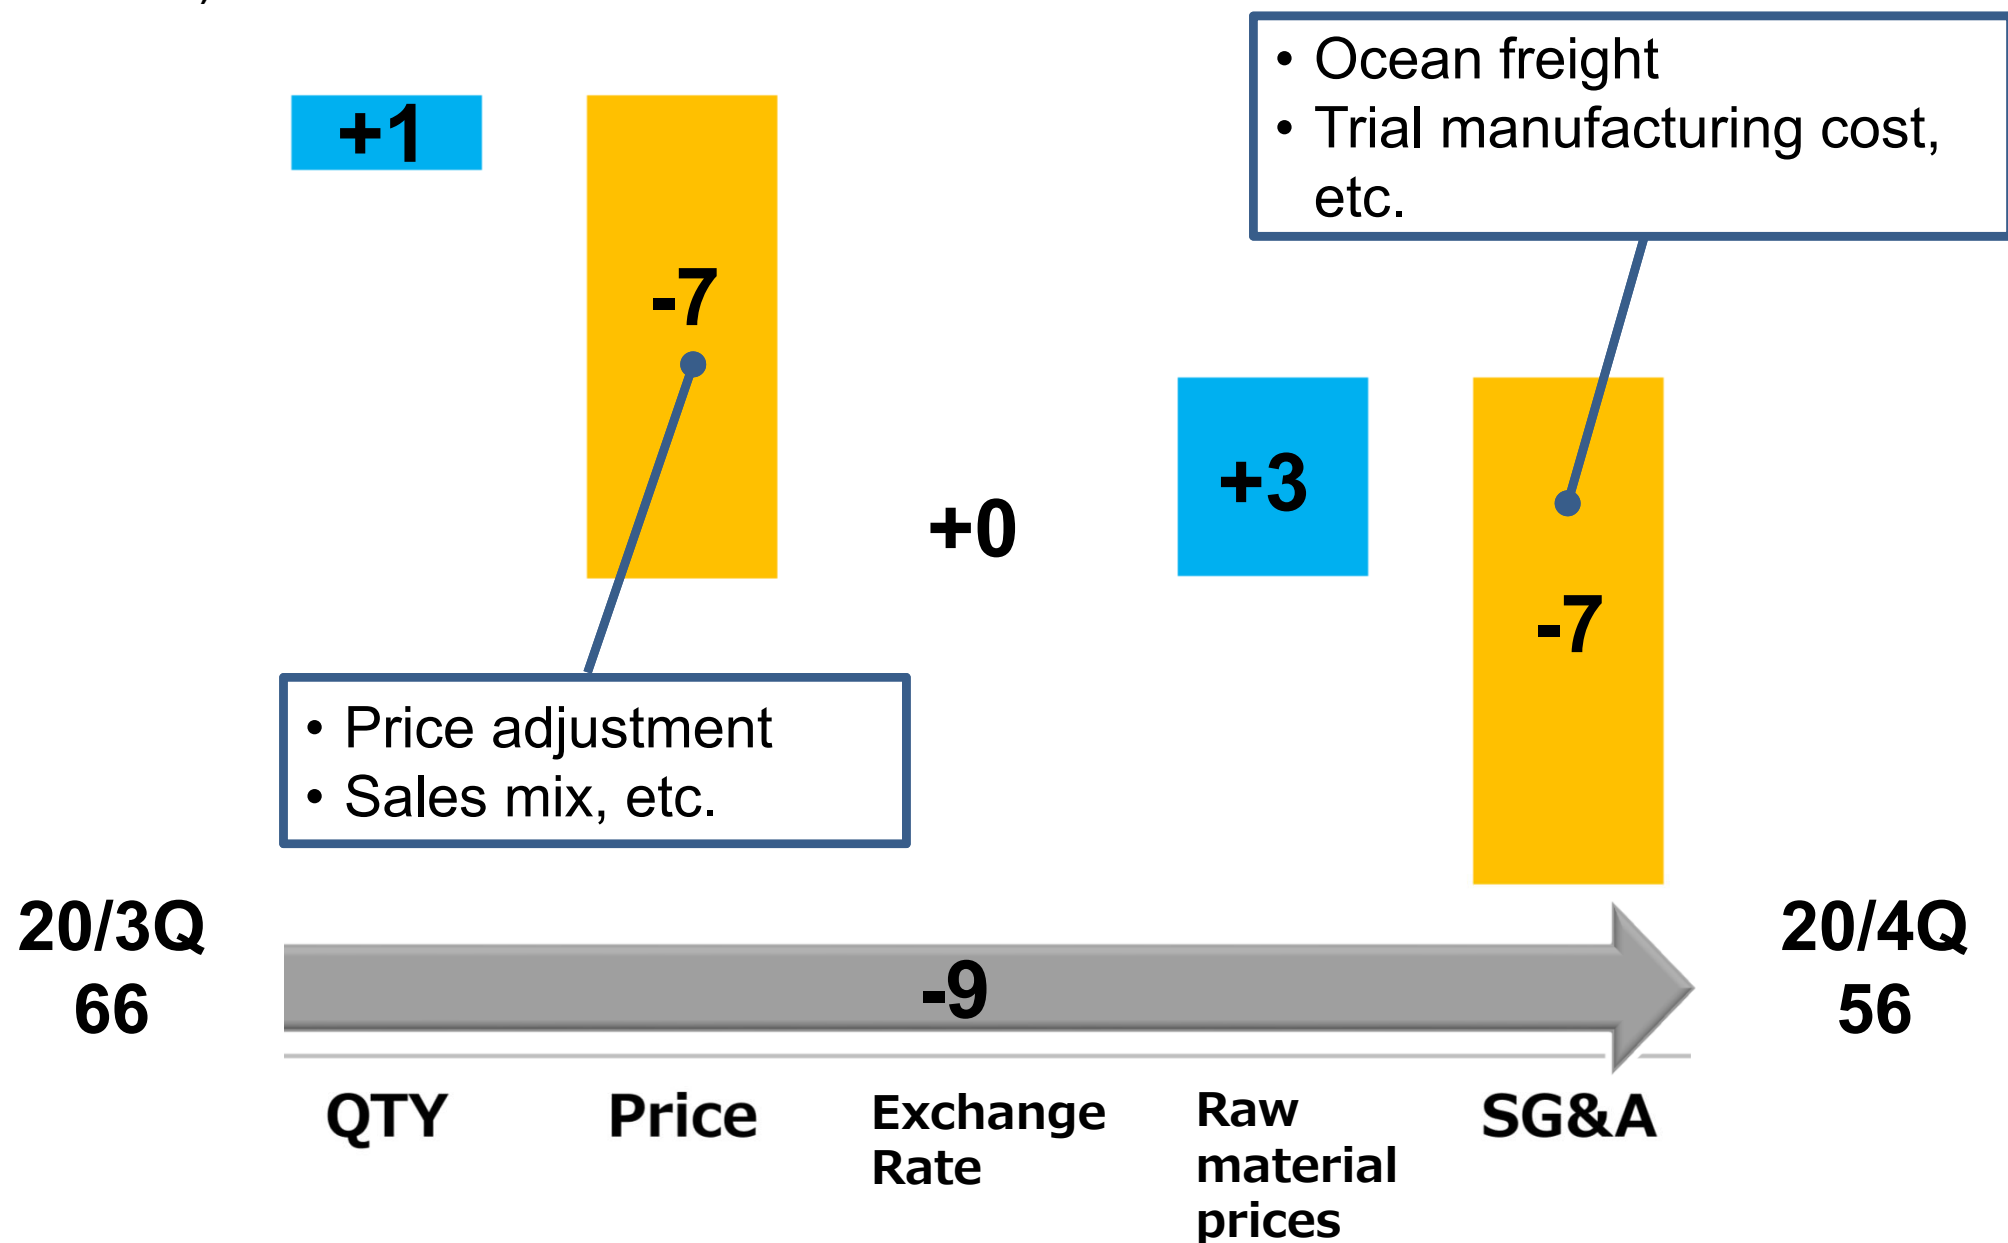 • Ocean freight
• Trial manufacturing cost,
etc.
+1
-7
+0
+3
-7
• Price adjustment
• Sales mix, etc.
20/3Q
66
-9
20/4Q
56
QTY
Price
Exchange
Rate
Raw
material
prices
SG&A